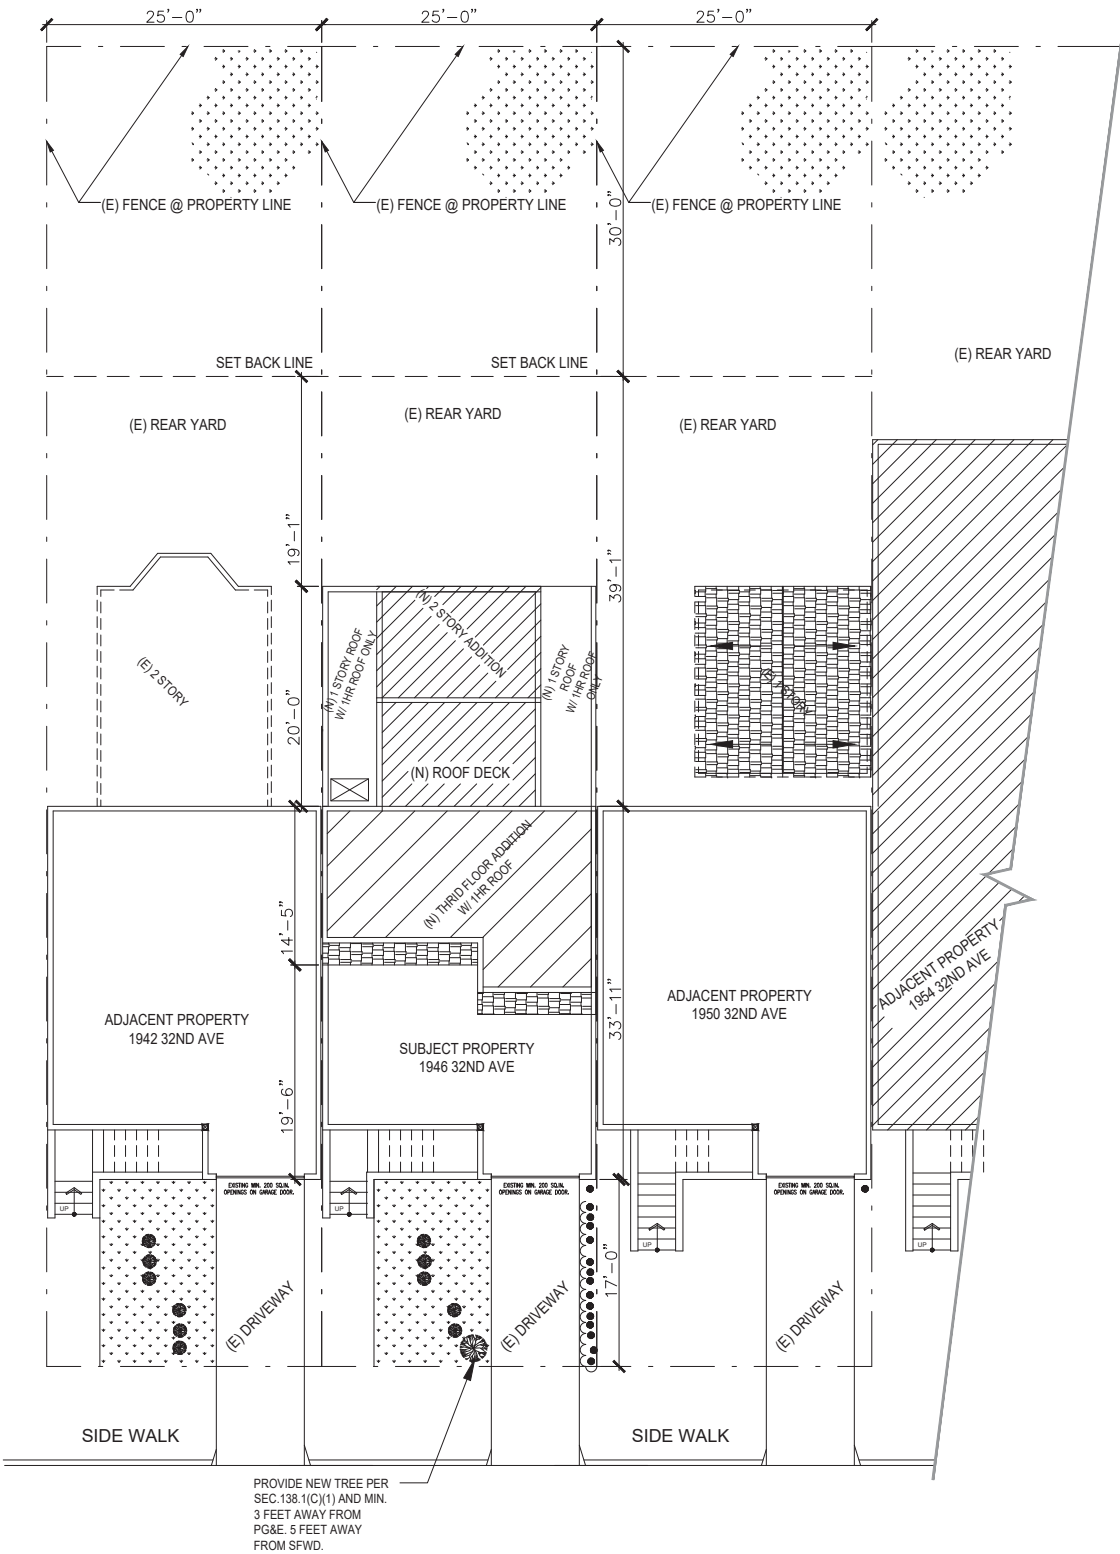 25'-0"
25'-0"
25'-0"
(E) FENCE @ PROPERTY LINE
(E) FENCE @ PROPERTY LINE
(E) FENCE @ PROPERTY LINE
30'-0"
(E) REAR YARD
SET BACK LINE
SET BACK LINE
(E) REAR YARD
(E) REAR YARD
(E) REAR YARD
19'-1"
39'-1"
(E) 2 STORY
20'-0"
(N) 1 STORY ROOF
W/ 1HR ROOF ONLY
(N) 2 STORY ADDITION
(N) 1 STORY
ROOF
W/ 1HR ROOF
ONLY
(E) 1 STORY
(N) ROOF DECK
(N) THRID FLOOR ADDITION
W/ 1HR ROOF
14'-5"
ADJACENT PROPERTY
1954 32ND AVE
ADJACENT PROPERTY
1942 32ND AVE
SUBJECT PROPERTY
1946 32ND AVE
33'-11"
ADJACENT PROPERTY
1950 32ND AVE
19'-6"
EXISTING MIN. 200 SQ.IN.
OPENINGS ON GARAGE DOOR.
EXISTING MIN. 200 SQ.IN.
OPENINGS ON GARAGE DOOR.
EXISTING MIN. 200 SQ.IN.
OPENINGS ON GARAGE DOOR.
UP
UP
UP
UP
17'-0"
(E) DRIVEWAY
(E) DRIVEWAY
(E) DRIVEWAY
SIDE WALK
SIDE WALK
PROVIDE NEW TREE PER
SEC.138.1(C)(1) AND MIN.
3 FEET AWAY FROM
PG&E. 5 FEET AWAY
FROM SFWD.